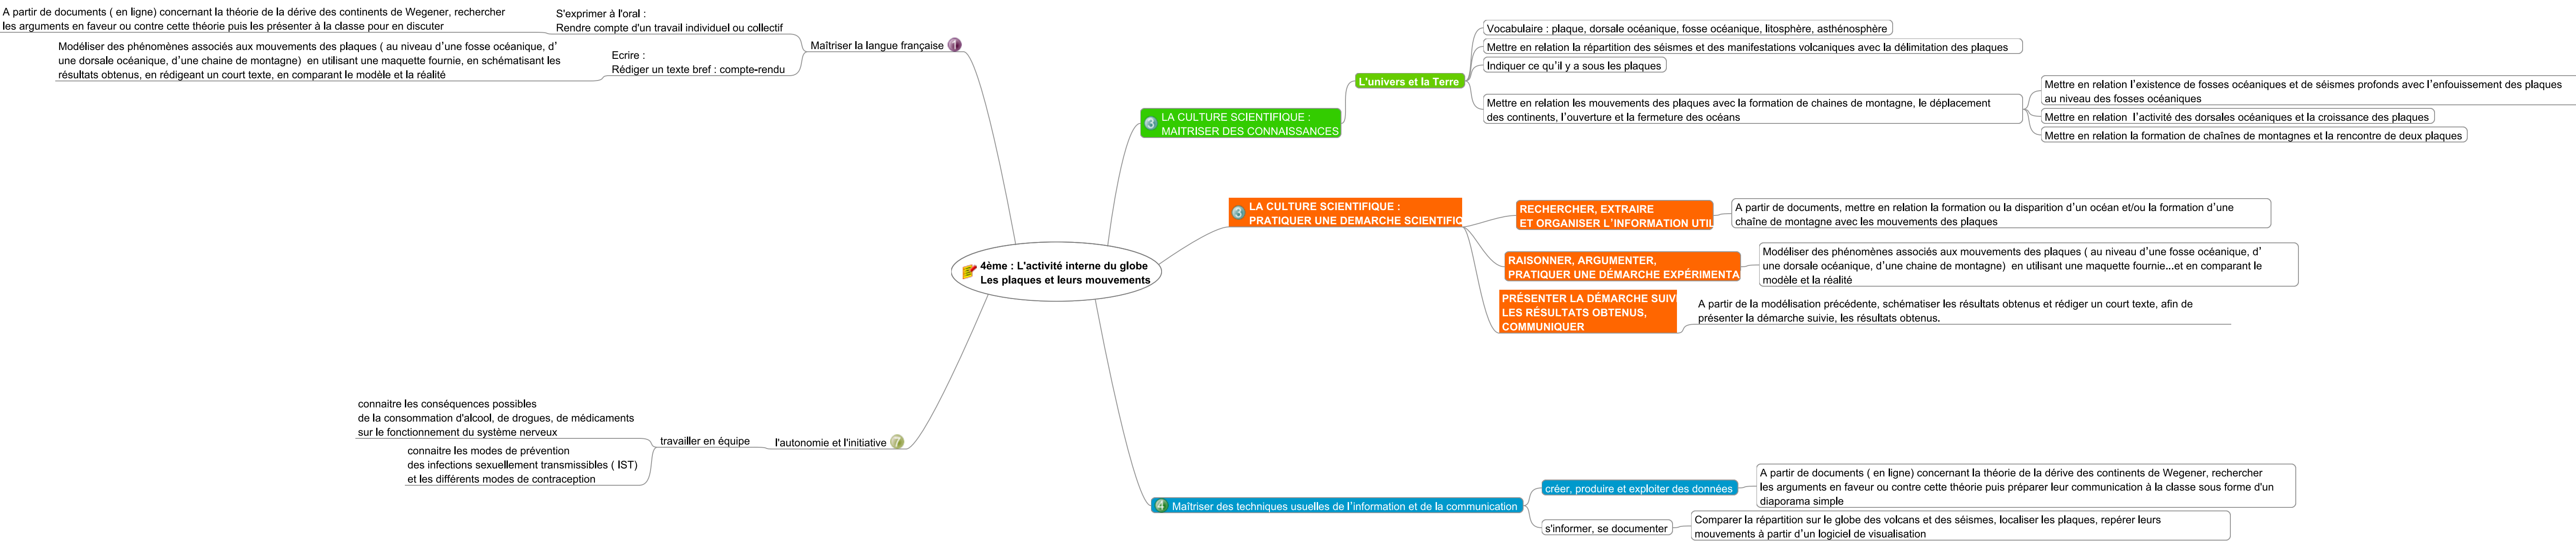 4ème : L'activité interne du globe
Les plaques et leurs mouvements
1
Maîtriser la langue française
S'exprimer à l'oral :
Rendre compte d'un travail individuel ou collectif
A partir de documents ( en ligne) concernant la théorie de la dérive des continents de Wegener, rechercher
les arguments en faveur ou contre cette théorie puis les présenter à la classe pour en discuter
Ecrire :
Rédiger un texte bref : compte-rendu
Modéliser des phénomènes associés aux mouvements des plaques ( au niveau d'une fosse océanique, d'
une dorsale océanique, d'une chaine de montagne) en utilisant une maquette fournie, en schématisant les
résultats obtenus, en rédigeant un court texte, en comparant le modèle et la réalité
3
LA CULTURE SCIENTIFIQUE :
MAITRISER DES CONNAISSANCES
L'univers et la Terre
Vocabulaire : plaque, dorsale océanique, fosse océanique, litosphère, asthénosphère
Mettre en relation la répartition des séismes et des manifestations volcaniques avec la délimitation des plaques
Indiquer ce qu'il y a sous les plaques
Mettre en relation les mouvements des plaques avec la formation de chaines de montagne, le déplacement
des continents, l'ouverture et la fermeture des océans
Mettre en relation l'existence de fosses océaniques et de séismes profonds avec l'enfouissement des plaques
au niveau des fosses océaniques
Mettre en relation l'activité des dorsales océaniques et la croissance des plaques
Mettre en relation la formation de chaînes de montagnes et la rencontre de deux plaques
3
LA CULTURE SCIENTIFIQUE :
PRATIQUER UNE DEMARCHE SCIENTIFIQ
RECHERCHER, EXTRAIRE
ET ORGANISER L'INFORMATION UTIL
A partir de documents, mettre en relation la formation ou la disparition d'un océan et/ou la formation d'une
chaîne de montagne avec les mouvements des plaques
RAISONNER, ARGUMENTER,
PRATIQUER UNE DÉMARCHE EXPÉRIMENTA
Modéliser des phénomènes associés aux mouvements des plaques ( au niveau d'une fosse océanique, d'
une dorsale océanique, d'une chaine de montagne) en utilisant une maquette fournie...et en comparant le
modèle et la réalité
PRÉSENTER LA DÉMARCHE SUIVI
LES RÉSULTATS OBTENUS,
COMMUNIQUER
A partir de la modélisation précédente, schématiser les résultats obtenus et rédiger un court texte, afin de
présenter la démarche suivie, les résultats obtenus.
4
Maîtriser des techniques usuelles de l'information et de la communication
créer, produire et exploiter des données
A partir de documents ( en ligne) concernant la théorie de la dérive des continents de Wegener, rechercher
les arguments en faveur ou contre cette théorie puis préparer leur communication à la classe sous forme d'un
diaporama simple
s'informer, se documenter
Comparer la répartition sur le globe des volcans et des séismes, localiser les plaques, repérer leurs
mouvements à partir d'un logiciel de visualisation
7
l'autonomie et l'initiative
travailler en équipe
connaitre les conséquences possibles
de la consommation d'alcool, de drogues, de médicaments
sur le fonctionnement du système nerveux
connaitre les modes de prévention
des infections sexuellement transmissibles ( IST)
et les différents modes de contraception